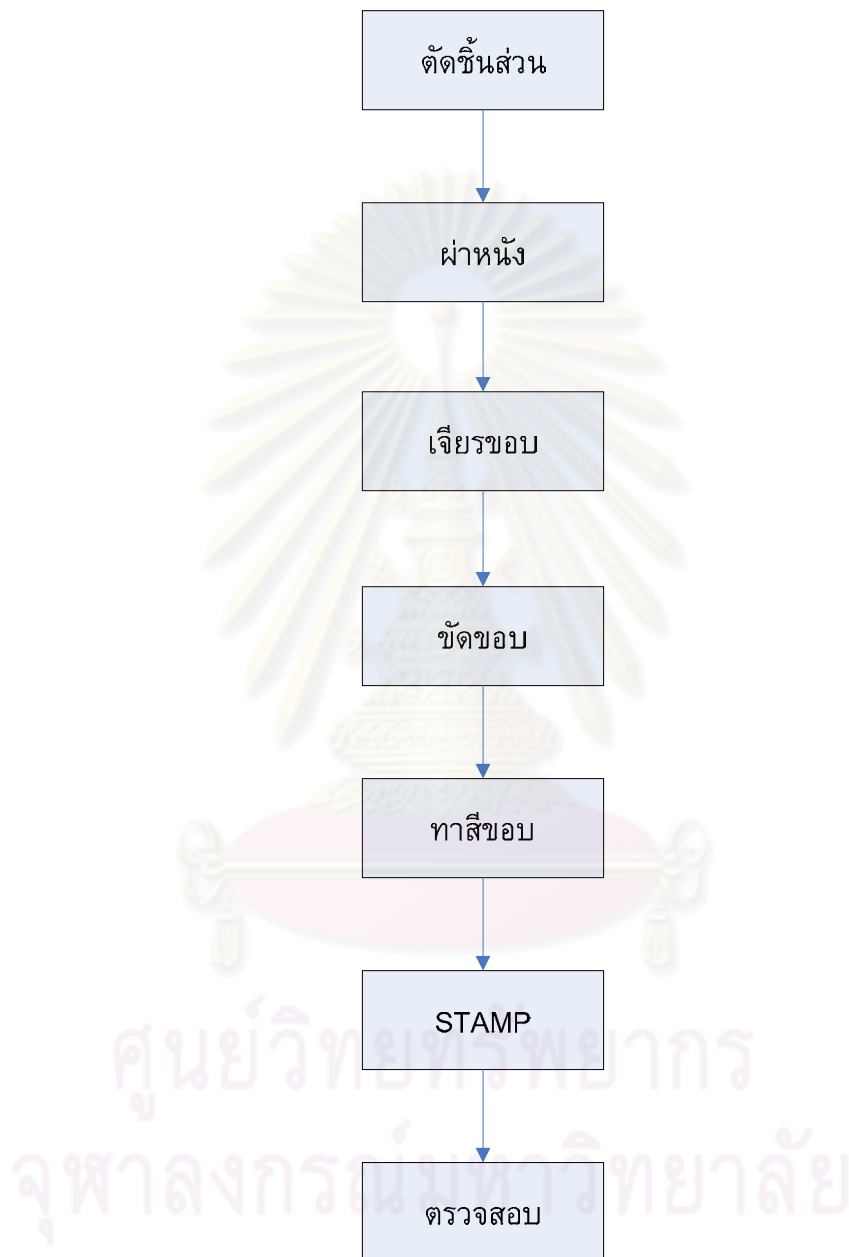 ตัดชิ้นส่วน
ผ่าหนัง
เจียรขอบ
ขัดขอบ
ทาสีขอบ
STAMP
ศูนย์วิทยทรัพยากร
จุฬาลงกรณ์มหาวิทยาลัย
ตรวจสอบ